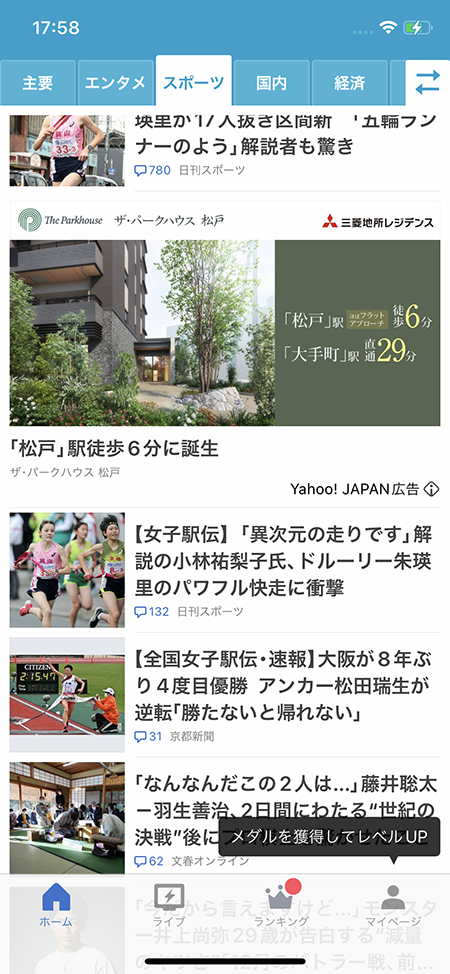 17:58
主要
エンタメ
スポーツ
国内
経済
瑛里が17人抜き区間新 「五輪ラン
ナーのよう」解説者も驚き
780 日刊スポーツ
The Parkhouse ザ・パークハウス 松戸
三菱地所レジデンス
「松戸」駅 ほぼフラットアプローチ 徒歩6分
「大手町」駅 直通29分
「松戸」駅徒歩6分に誕生
ザ・パークハウス 松戸
Yahoo! JAPAN広告
【女子駅伝】「異次元の走りです」解
説の小林祐梨子氏、ドルーリー朱瑛
里のパワフル快走に衝撃
132 日刊スポーツ
CITIZEN
2:15:47
【全国女子駅伝・速報】大阪が8年ぶ
り4度目優勝 アンカー松田瑞生が
逆転「勝たないと帰れない」
31 京都新聞
「なんなんだこの2人は…」藤井聡太
－羽生善治、2日間にわたる“世紀の
決戦”後に
62 文春オンライン
メダルを獲得してレベルUP
「今だから言えますけど…」モンスタ
ー井上尚弥29歳が告白する“減量
ホーム
ライブ
ランキング
マイページ